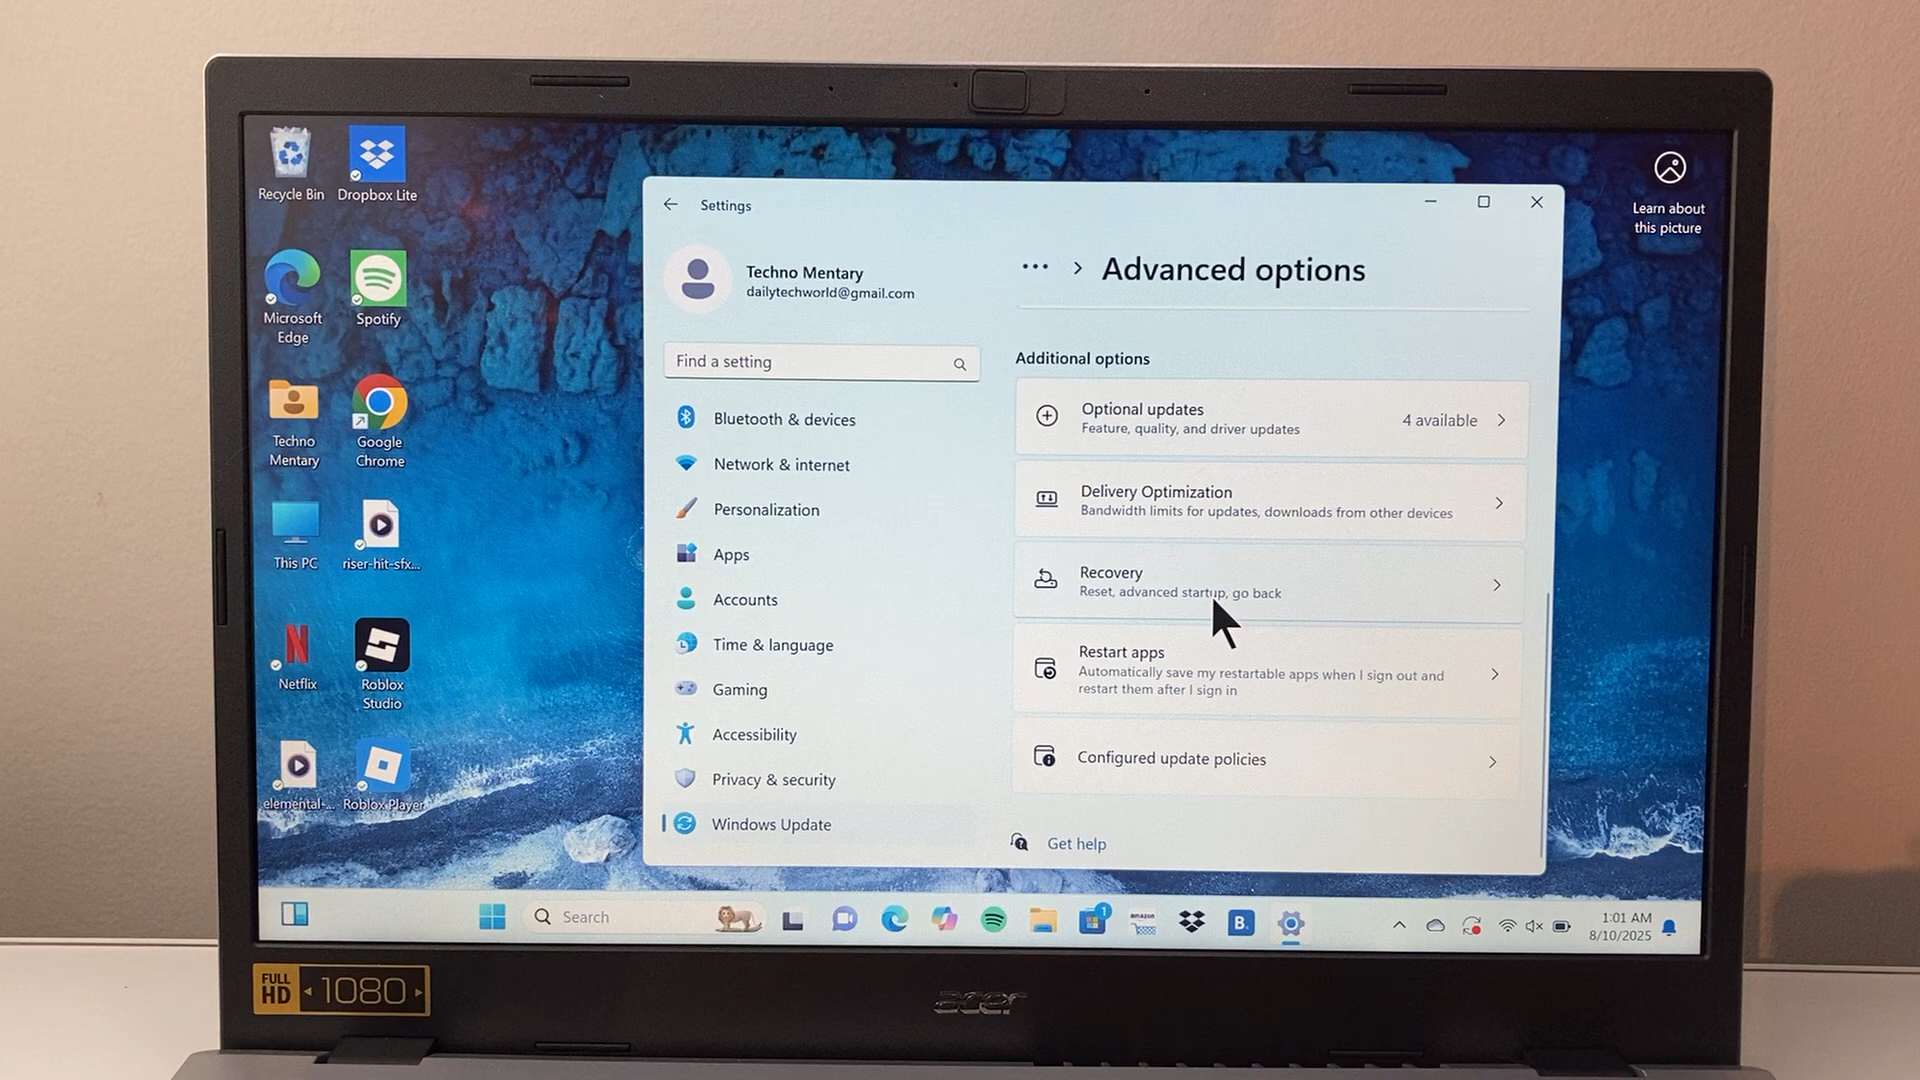 Recycle Bin
Dropbox Lite
Microsoft
Edge
Spotify
Techno
Mentary
Google
Chrome
This PC
riser-hit-sfx...
Netflix
Roblox
Studio
elemental-...
Roblox Player
Learn about
this picture
Settings
Techno Mentary
dailytechworld@gmail.com
Find a setting
Bluetooth & devices
Network & internet
Personalization
Apps
Accounts
Time & language
Gaming
Accessibility
Privacy & security
Windows Update
... > Advanced options
Additional options
Optional updates
Feature, quality, and driver updates
4 available
Delivery Optimization
Bandwidth limits for updates, downloads from other devices
Recovery
Reset, advanced startup, go back
Restart apps
Automatically save my restartable apps when I sign out and
restart them after I sign in
Configured update policies
Get help
Search
1
amazon
B.
1:01 AM
8/10/2025
FULL
HD
1080
acer